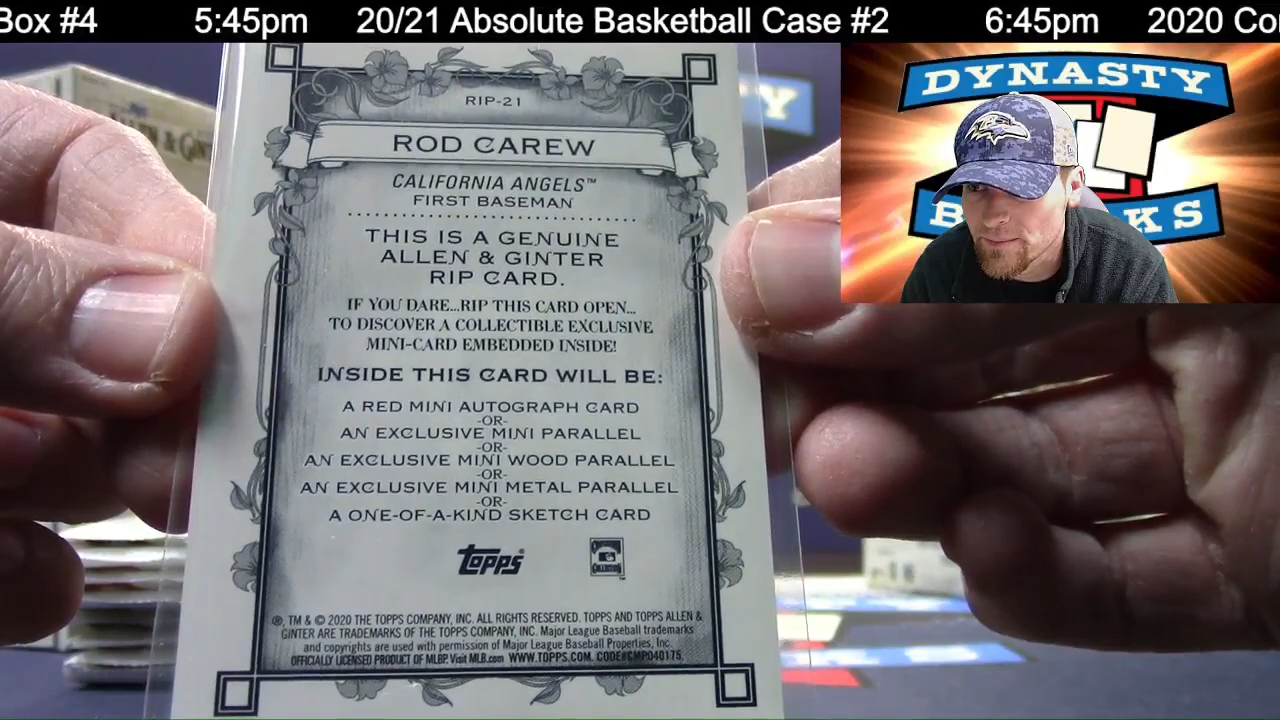 Box #4 5:45pm 20/21 Absolute Basketball Case #2 6:45pm 2020 Co
RIP-21
ROD CAREW
CALIFORNIA ANGELS™
FIRST BASEMAN
THIS IS A GENUINE
ALLEN & GINTER
RIP CARD.
IF YOU DARE...RIP THIS CARD OPEN...
TO DISCOVER A COLLECTIBLE EXCLUSIVE
MINI-CARD EMBEDDED INSIDE!
INSIDE THIS CARD WILL BE:
A RED MINI AUTOGRAPH CARD
-OR-
AN EXCLUSIVE MINI PARALLEL
-OR-
AN EXCLUSIVE MINI WOOD PARALLEL
-OR-
AN EXCLUSIVE MINI METAL PARALLEL
-OR-
A ONE-OF-A-KIND SKETCH CARD
TOPPS®
®, TM & © 2020 THE TOPPS COMPANY, INC. ALL RIGHTS RESERVED. TOPPS AND TOPPS ALLEN &
GINTER ARE TRADEMARKS OF THE TOPPS COMPANY, INC. Major League Baseball trademarks
and copyrights are used with permission of Major League Baseball Properties, Inc.
OFFICIALLY LICENSED PRODUCT OF MLBP. Visit MLB.com WWW.TOPPS.COM. CODE#CMP040175.
DYNASTY
B KS